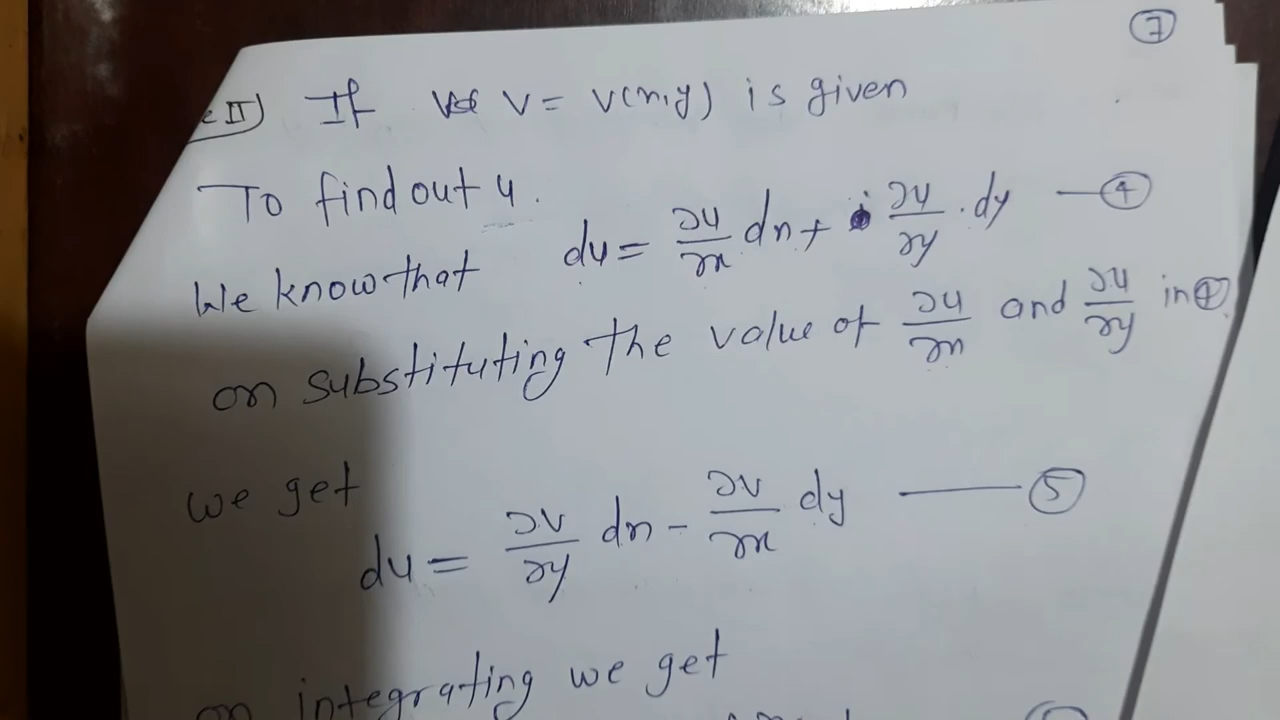 ⑦
e II) If v = v(x,y) is given
To find out u.
We know that du = ∂u/∂x dx + ∂u/∂y . dy — ④
on substituting the value of ∂u/∂x and ∂u/∂y in ④
we get
du = ∂v/∂y dx - ∂v/∂x dy — ⑤
on integrating we get